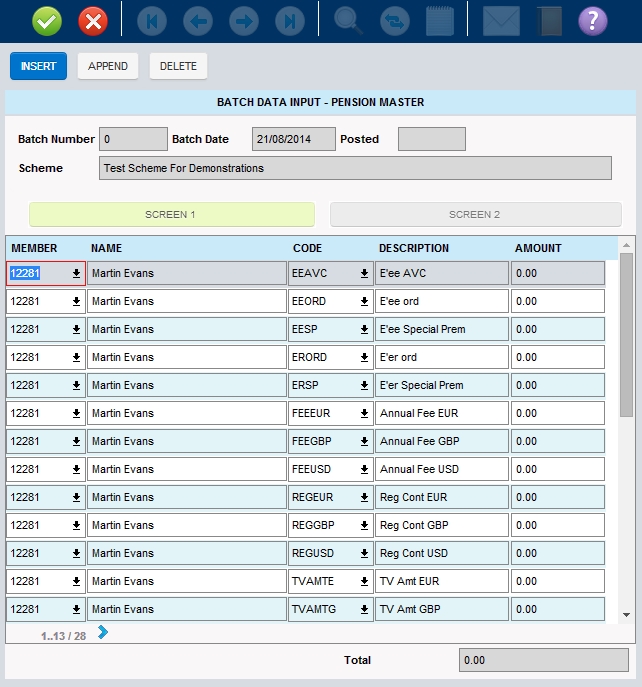 ?
INSERT APPEND DELETE
BATCH DATA INPUT - PENSION MASTER
Batch Number 0 Batch Date 21/08/2014 Posted
Scheme Test Scheme For Demonstrations
SCREEN 1 SCREEN 2
MEMBER NAME CODE DESCRIPTION AMOUNT
12281 Martin Evans EEAVC E'ee AVC 0.00
12281 Martin Evans EEORD E'ee ord 0.00
12281 Martin Evans EESP E'ee Special Prem 0.00
12281 Martin Evans ERORD E'er ord 0.00
12281 Martin Evans ERSP E'er Special Prem 0.00
12281 Martin Evans FEEEUR Annual Fee EUR 0.00
12281 Martin Evans FEEGBP Annual Fee GBP 0.00
12281 Martin Evans FEEUSD Annual Fee USD 0.00
12281 Martin Evans REGEUR Reg Cont EUR 0.00
12281 Martin Evans REGGBP Reg Cont GBP 0.00
12281 Martin Evans REGUSD Reg Cont USD 0.00
12281 Martin Evans TVAMTE TV Amt EUR 0.00
12281 Martin Evans TVAMTG TV Amt GBP 0.00
1..13 / 28
Total 0.00